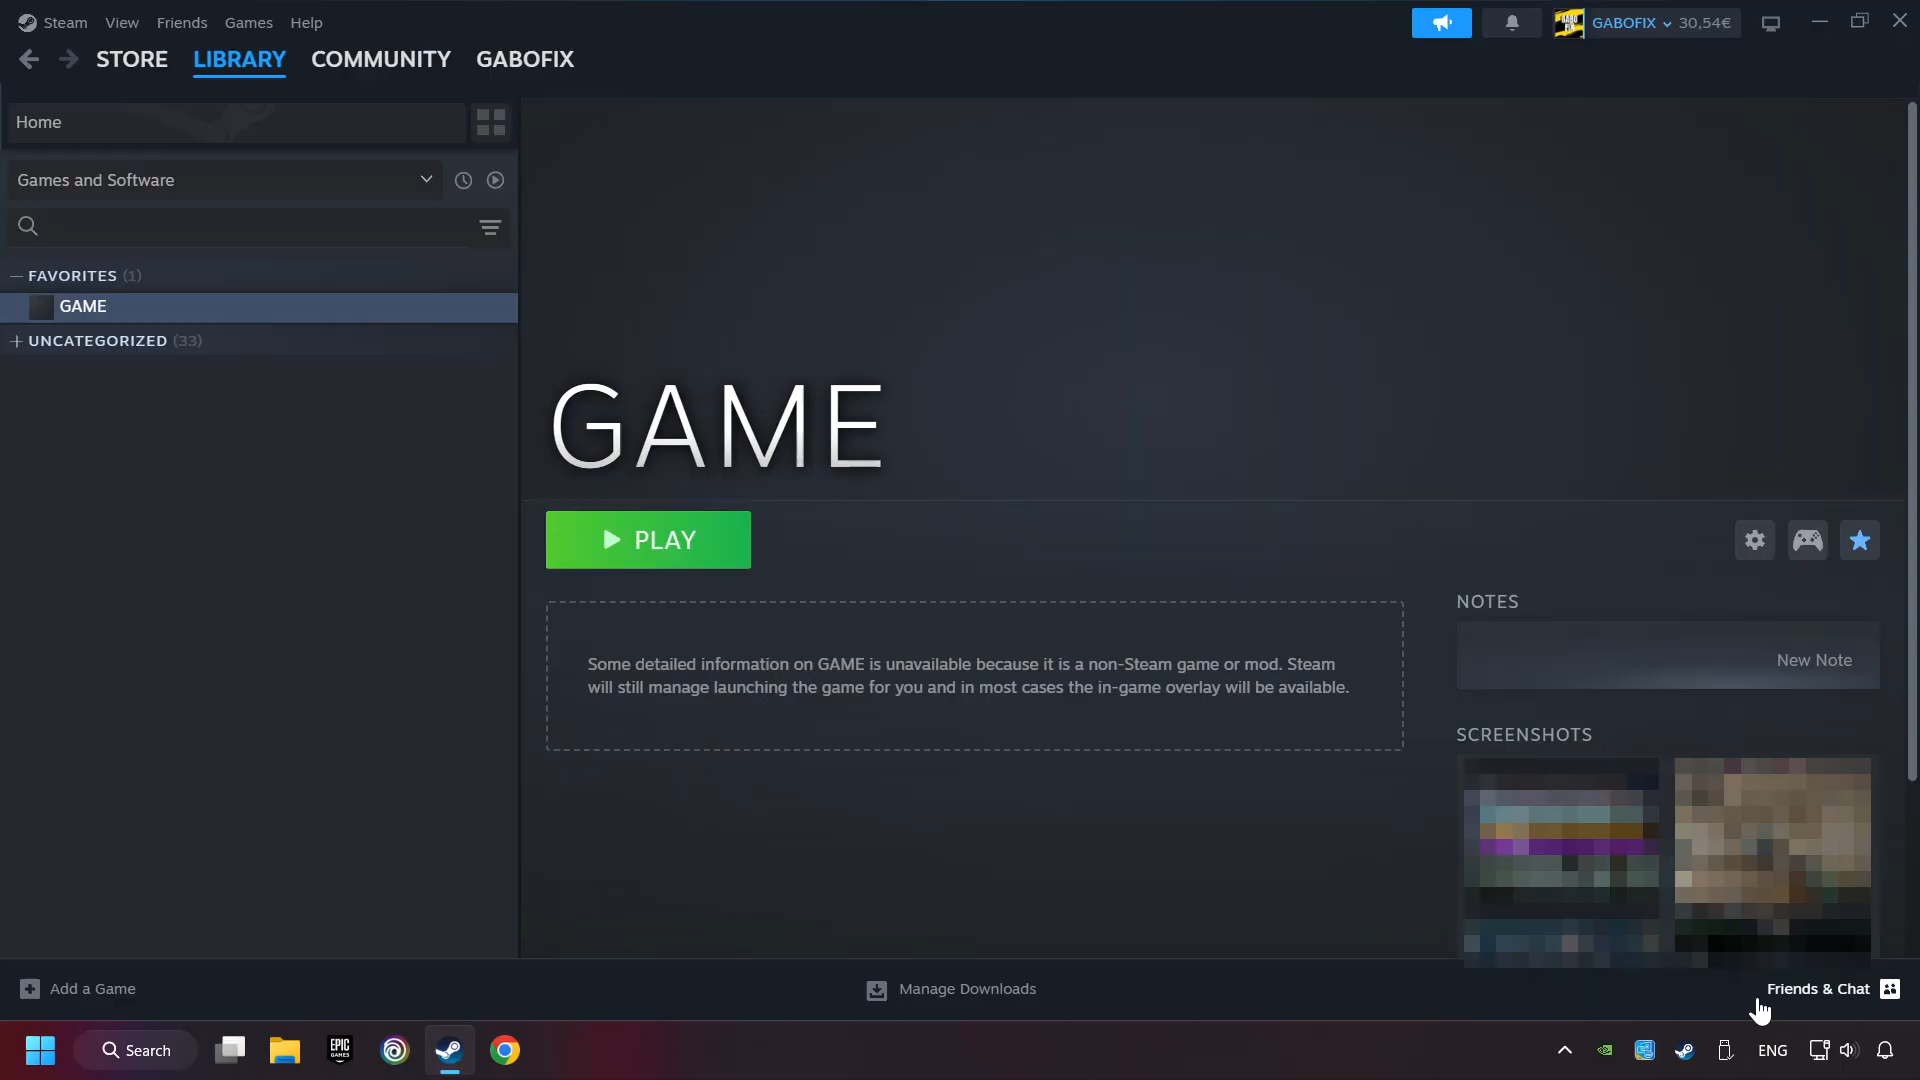 Steam View Friends Games Help
GABOFIX 30,54€
STORE LIBRARY COMMUNITY GABOFIX
Home
Games and Software
FAVORITES (1)
GAME
UNCATEGORIZED (33)
GAME
PLAY
Some detailed information on GAME is unavailable because it is a non-Steam game or mod. Steam
will still manage launching the game for you and in most cases the in-game overlay will be available.
NOTES
New Note
SCREENSHOTS
Add a Game
Manage Downloads
Friends & Chat
Search
EPIC
GAMES
ENG